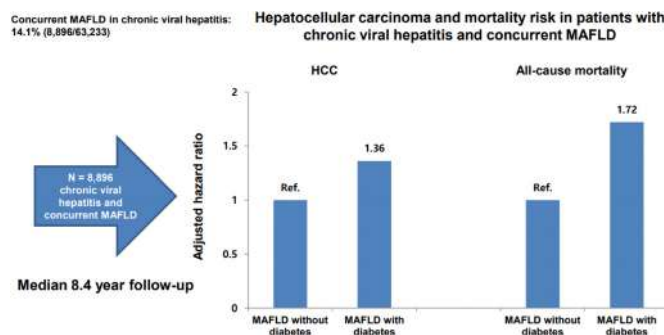 Concurrent MAFLD in chronic viral hepatitis:
14.1% (8,896/63,233)
Hepatocellular carcinoma and mortality risk in patients with
chronic viral hepatitis and concurrent MAFLD
N = 8,896
chronic viral
hepatitis and
concurrent MAFLD
Median 8.4 year follow-up
HCC
All-cause mortality
Adjusted hazard ratio
2
1.5
1
0.5
0
Ref.
1.36
Ref.
1.72
MAFLD without
diabetes
MAFLD with
diabetes
MAFLD without
diabetes
MAFLD with
diabetes